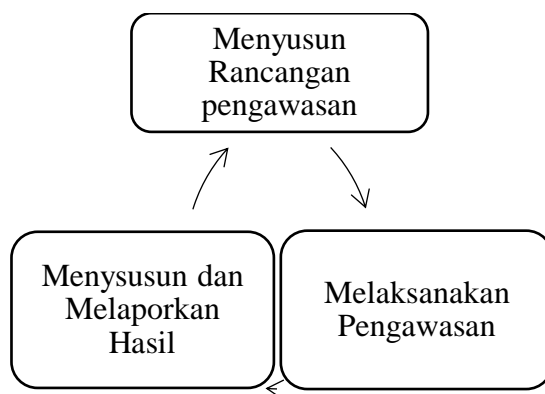 Menyusun
Rancangan
pengawasan
Melaksanakan
Pengawasan
Menysusun dan
Melaporkan
Hasil